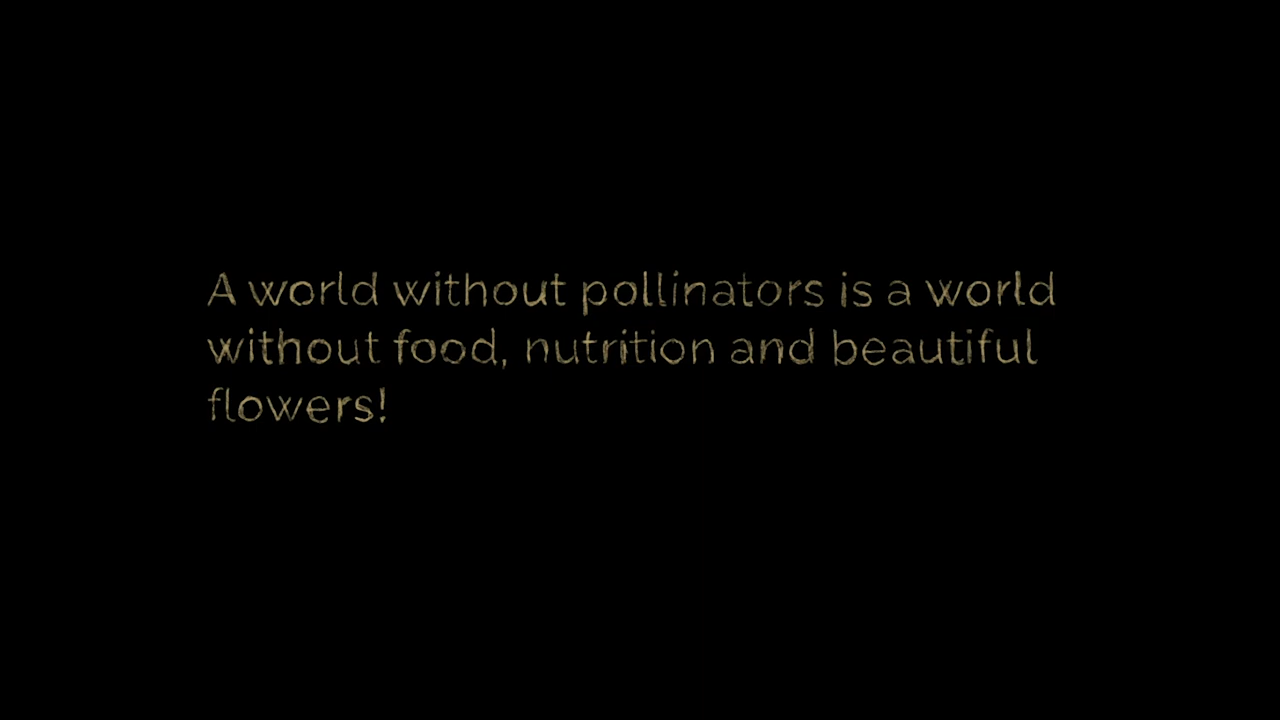 A world without pollinators is a world
without food, nutrition and beautiful
flowers!